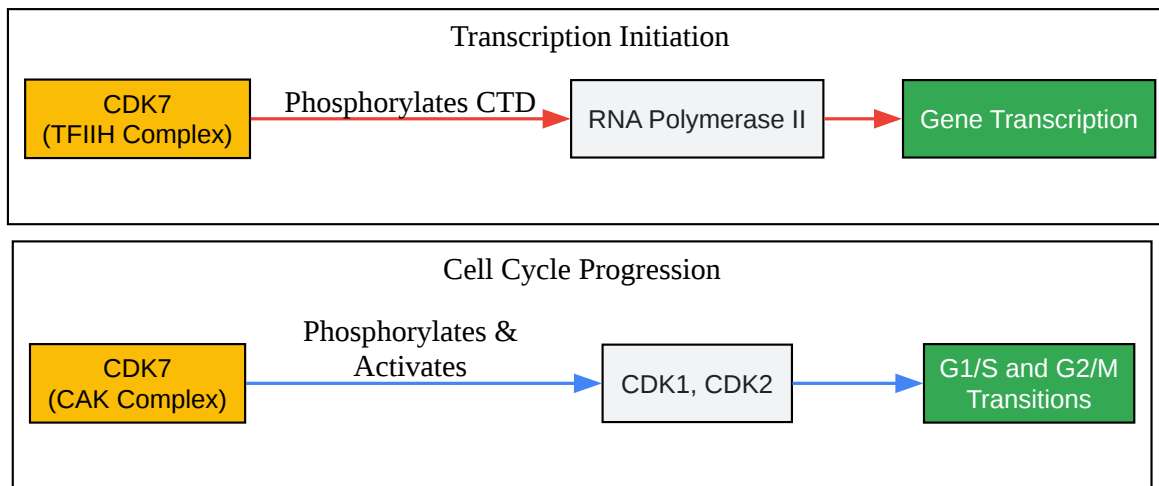 Transcription Initiation
CDK7
(TFIIH Complex)
Phosphorylates CTD
RNA Polymerase II
Gene Transcription
Cell Cycle Progression
CDK7
(CAK Complex)
Phosphorylates &
Activates
CDK1, CDK2
G1/S and G2/M
Transitions